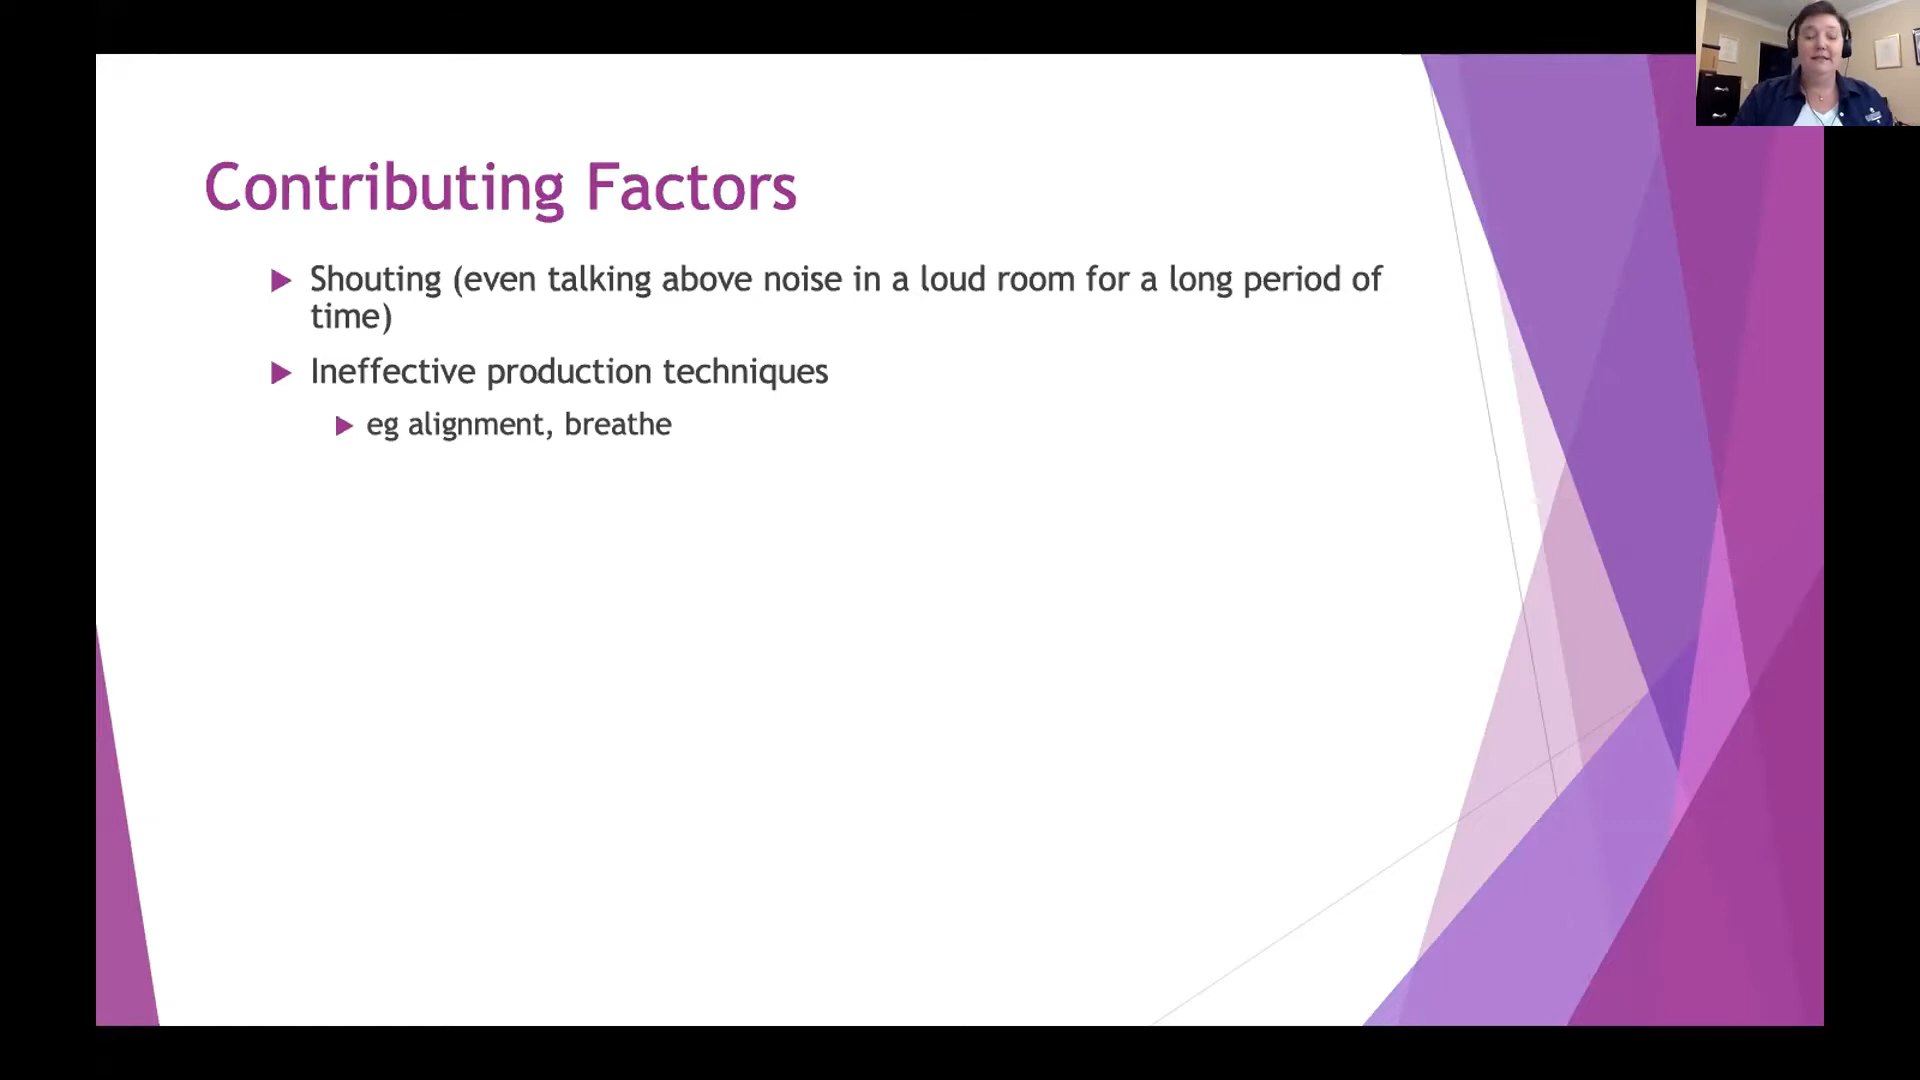 Contributing Factors
Shouting (even talking above noise in a loud room for a long period of
time)
Ineffective production techniques
eg alignment, breathe